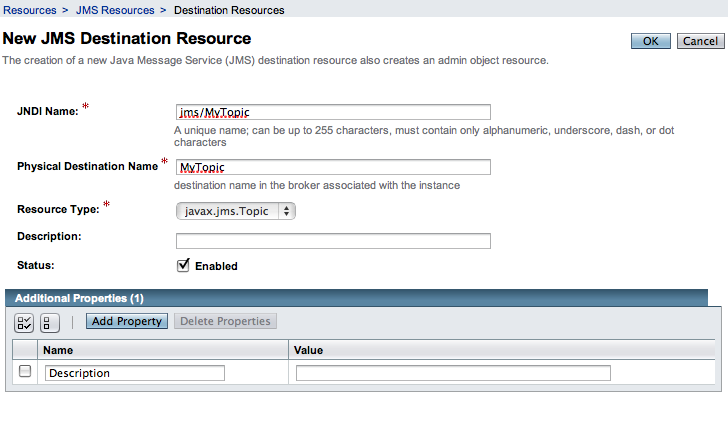 Resources > JMS Resources > Destination Resources
New JMS Destination Resource
OK Cancel
The creation of a new Java Message Service (JMS) destination resource also creates an admin object resource.
JNDI Name: * jms/MyTopic
A unique name; can be up to 255 characters, must contain only alphanumeric, underscore, dash, or dot
characters
Physical Destination Name * MyTopic
destination name in the broker associated with the instance
Resource Type: * javax.jms.Topic
Description:
Status: Enabled
Additional Properties (1)
Add Property Delete Properties
Name Value
Description